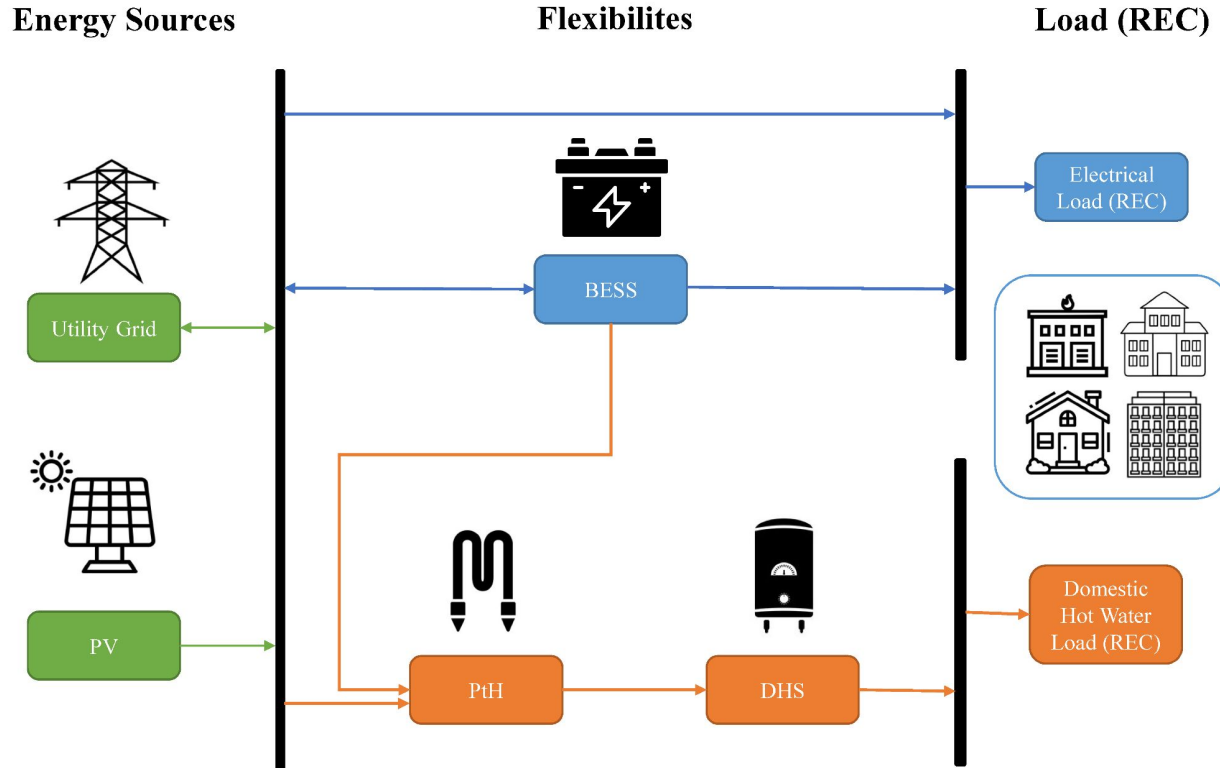 Energy Sources
Flexibilites
Load (REC)
Electrical
Load (REC)
BESS
Utility Grid
Domestic
Hot Water
Load (REC)
PV
PtH
DHS